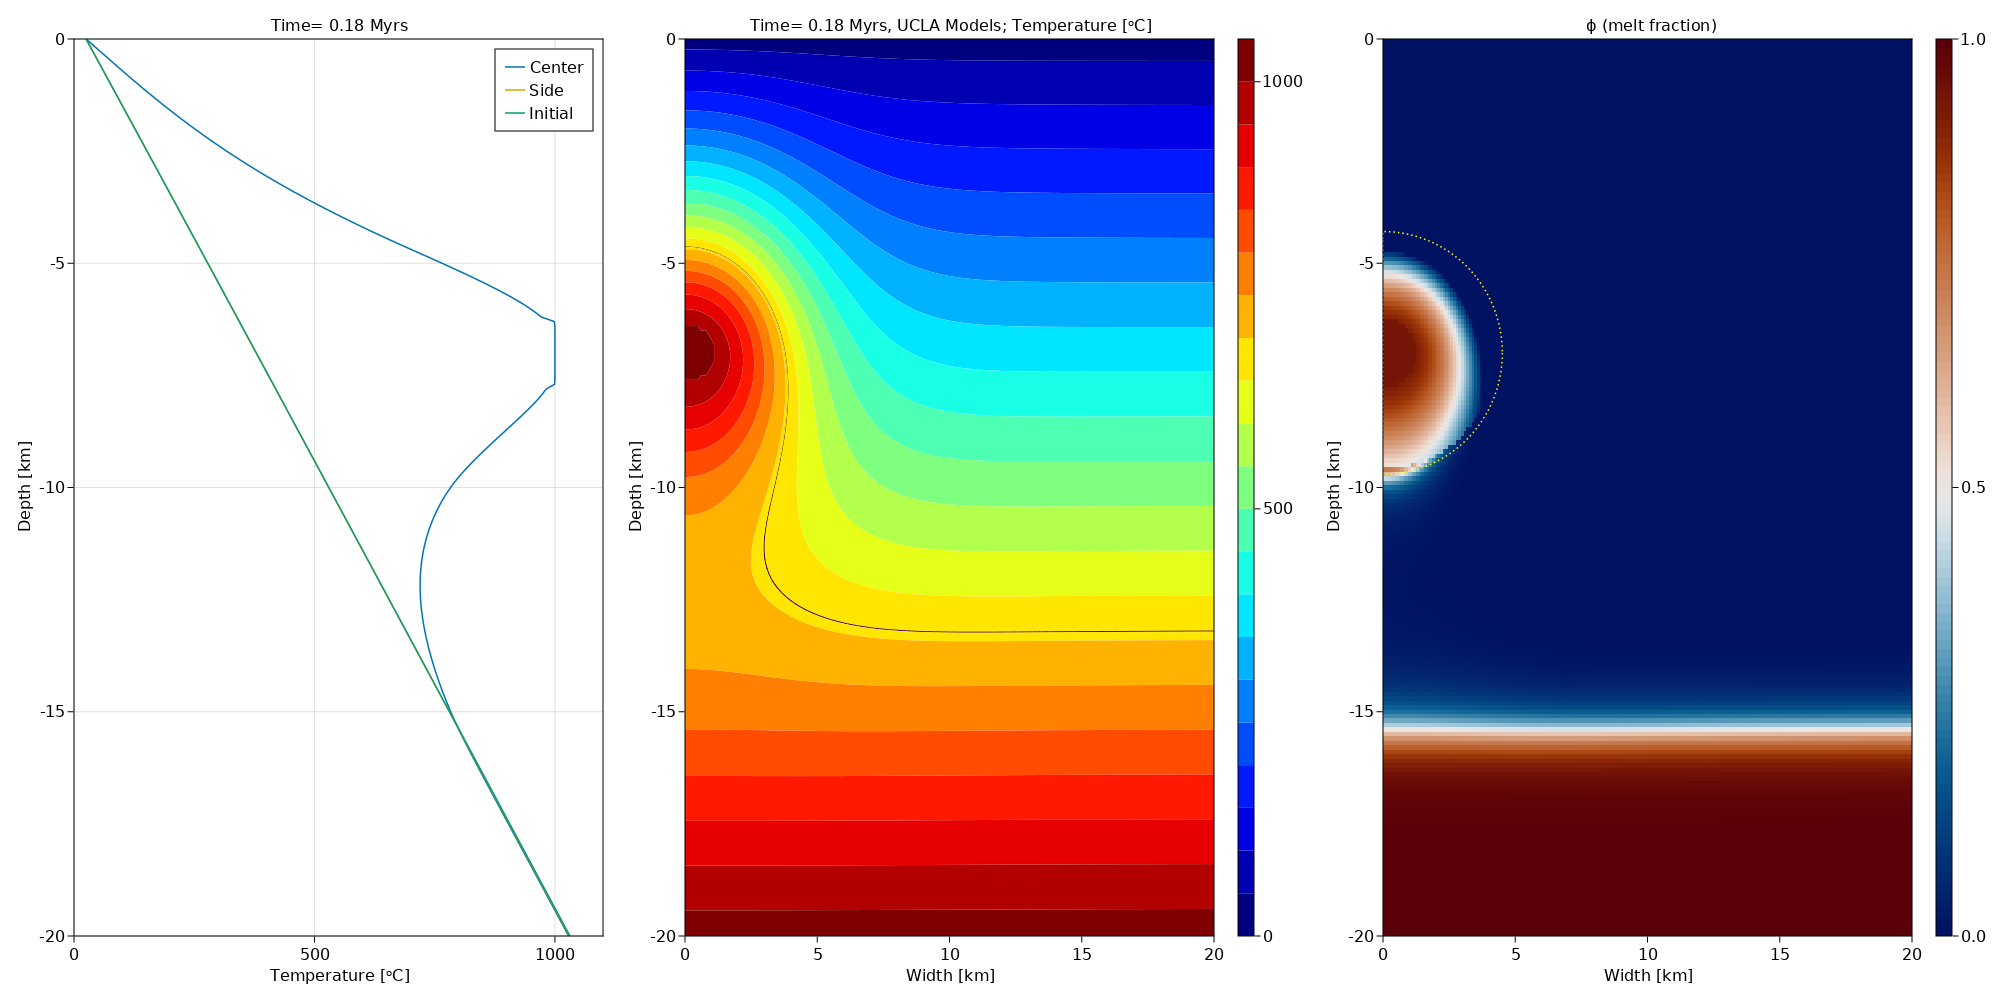 Time= 0.18 Myrs
Depth [km]
0
-5
-10
-15
-20
0
500
1000
Temperature [ᵒC]
Center
Side
Initial
Time= 0.18 Myrs, UCLA Models; Temperature [ᵒC]
Depth [km]
0
-5
-10
-15
-20
0
5
10
15
20
Width [km]
1000
500
0
ϕ (melt fraction)
Depth [km]
0
-5
-10
-15
-20
0
5
10
15
20
Width [km]
1.0
0.5
0.0